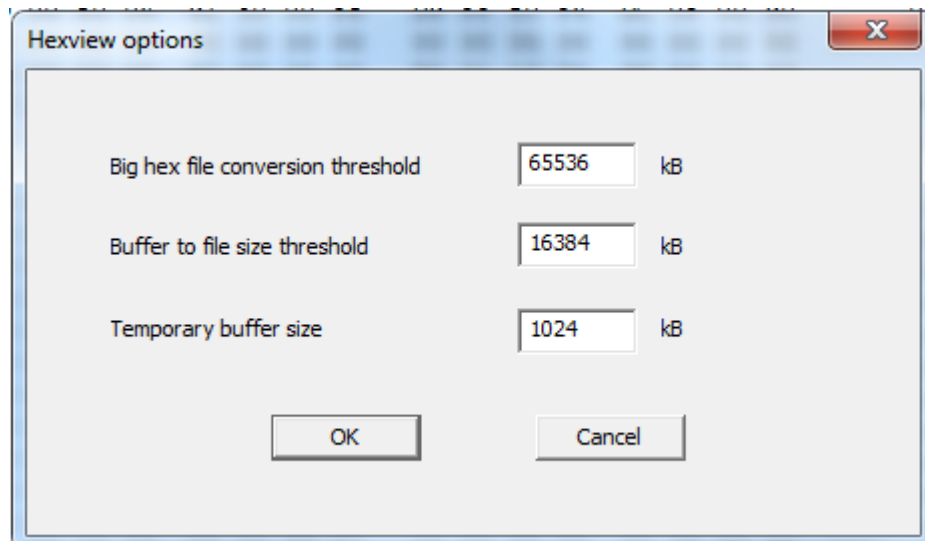 Hexview options
Big hex file conversion threshold 65536 kB
Buffer to file size threshold 16384 kB
Temporary buffer size 1024 kB
OK Cancel